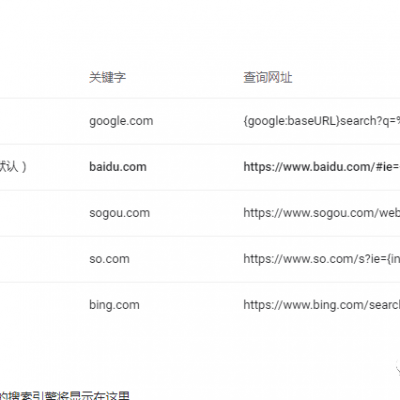 关键字 查询网址
google.com {google:baseURL}search?q=%
默认） baidu.com https://www.baidu.com/#ie=
sogou.com https://www.sogou.com/web
so.com https://www.so.com/s?ie={in
bing.com https://www.bing.com/search
的搜索引擎将显示在这里